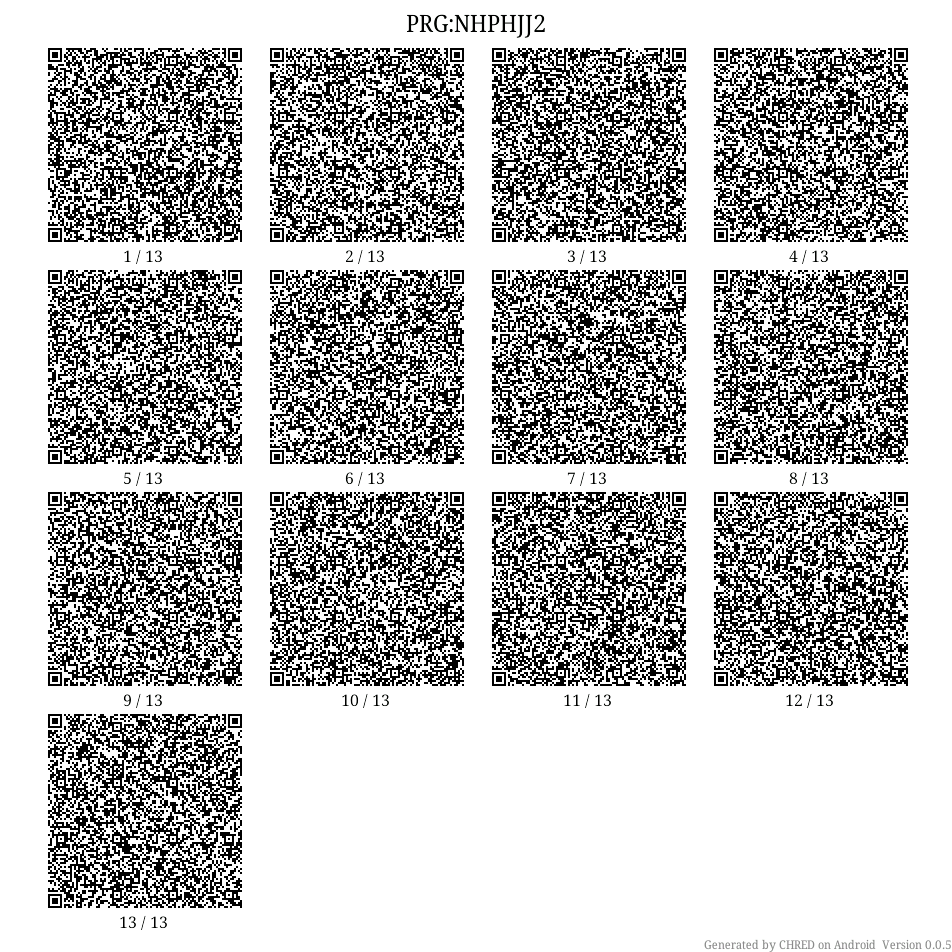 PRG:NHPHJJ2
1 / 13
2 / 13
3 / 13
4 / 13
5 / 13
6 / 13
7 / 13
8 / 13
9 / 13
10 / 13
11 / 13
12 / 13
13 / 13
Generated by CHRED on Android Version 0.0.5